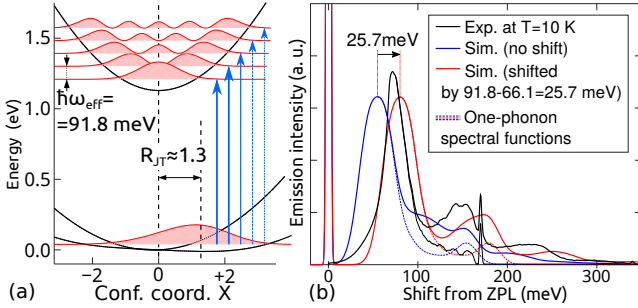 1.5
1.0
0.5
0.0
Energy (eV)
ħω_eff=
=91.8 meV
R_JT≈1.3
−2
0
+2
(a)
Conf. coord. X
25.7meV
Exp. at T=10 K
Sim. (no shift)
Sim. (shifted
by 91.8-66.1=25.7 meV)
One-phonon
spectral functions
Emission intensity (a. u.)
0
100
200
300
(b)
Shift from ZPL (meV)